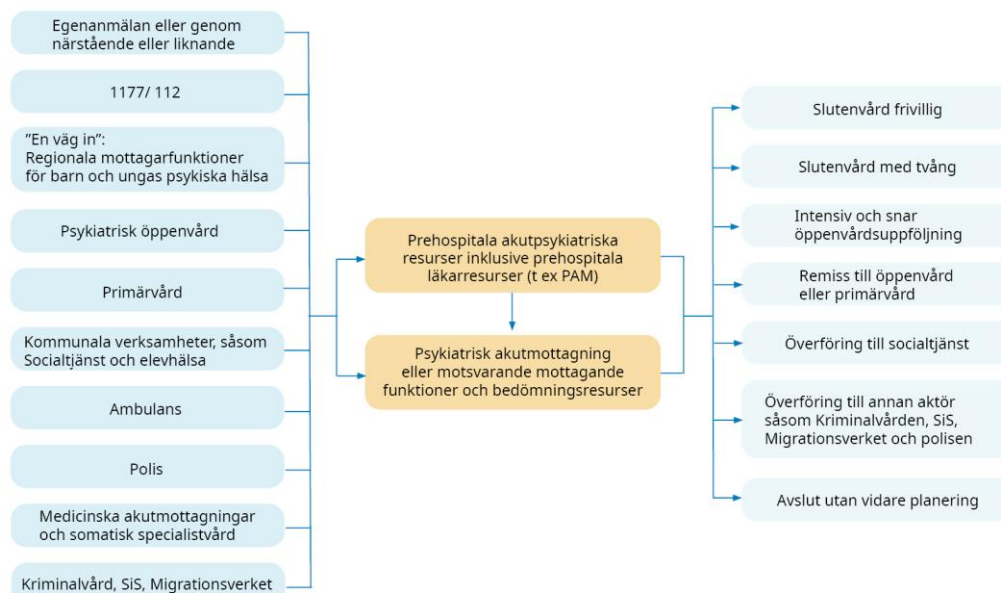 Egenanmälan eller genom
närstående eller liknande
1177/ 112
”En väg in”:
Regionala mottagarfunktioner
för barn och ungas psykiska hälsa
Psykiatrisk öppenvård
Primärvård
Kommunala verksamheter, såsom
Socialtjänst och elevhälsa
Ambulans
Polis
Medicinska akutmottagningar
och somatisk specialistvård
Kriminalvård, SiS, Migrationsverket
Prehospitala akutpsykiatriska
resurser inklusive prehospitala
läkarresurser (t ex PAM)
Psykiatrisk akutmottagning
eller motsvarande mottagande
funktioner och bedömningsresurser
Slutenvård frivillig
Slutenvård med tvång
Intensiv och snar
öppenvårdsuppföljning
Remiss till öppenvård
eller primärvård
Överföring till socialtjänst
Överföring till annan aktör
såsom Kriminalvården, SiS,
Migrationsverket och polisen
Avslut utan vidare planering